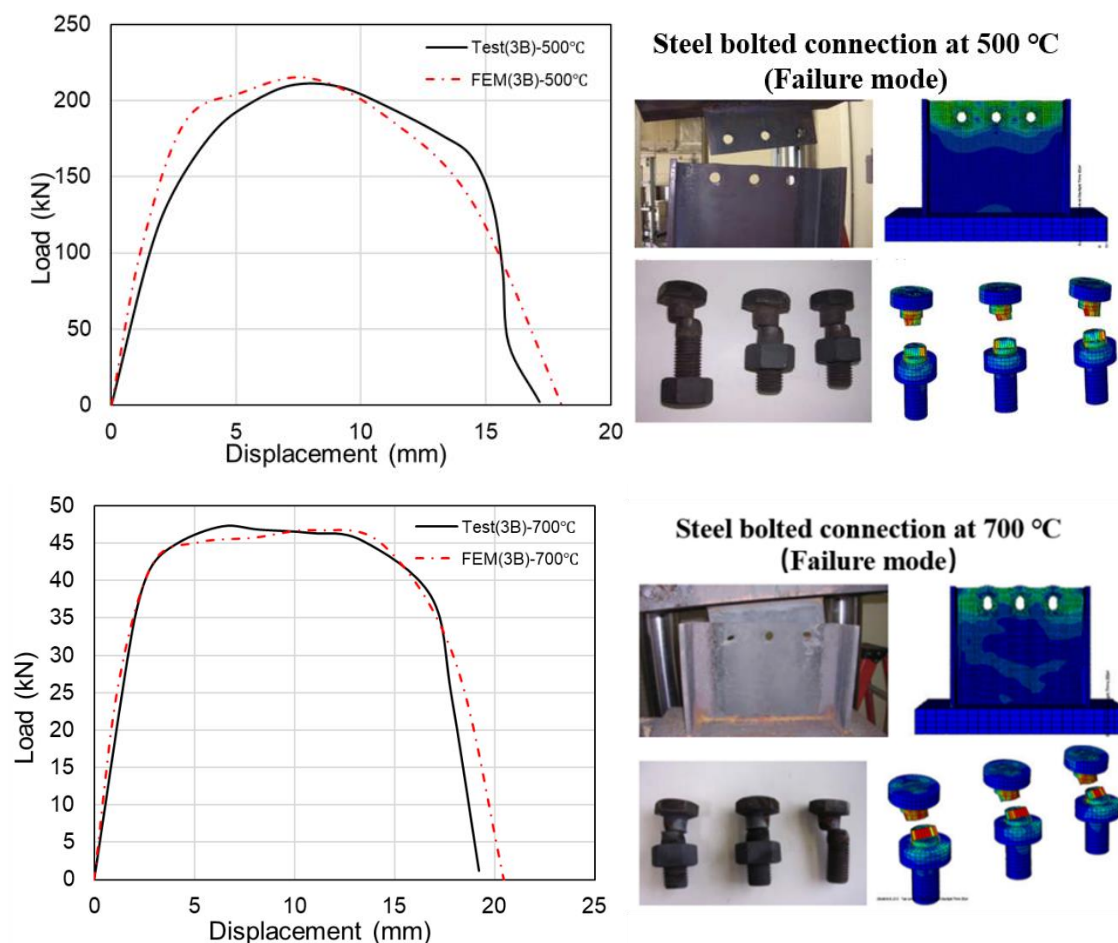 250
200
150
100
50
0
Load (kN)
0 5 10 15 20
Displacement (mm)
Test(3B)-500℃
FEM(3B)-500℃
Steel bolted connection at 500 °C
(Failure mode)
50
45
40
35
30
25
20
15
10
5
0
Load (kN)
0 5 10 15 20 25
Displacement (mm)
Test(3B)-700℃
FEM(3B)-700℃
Steel bolted connection at 700 °C
(Failure mode)